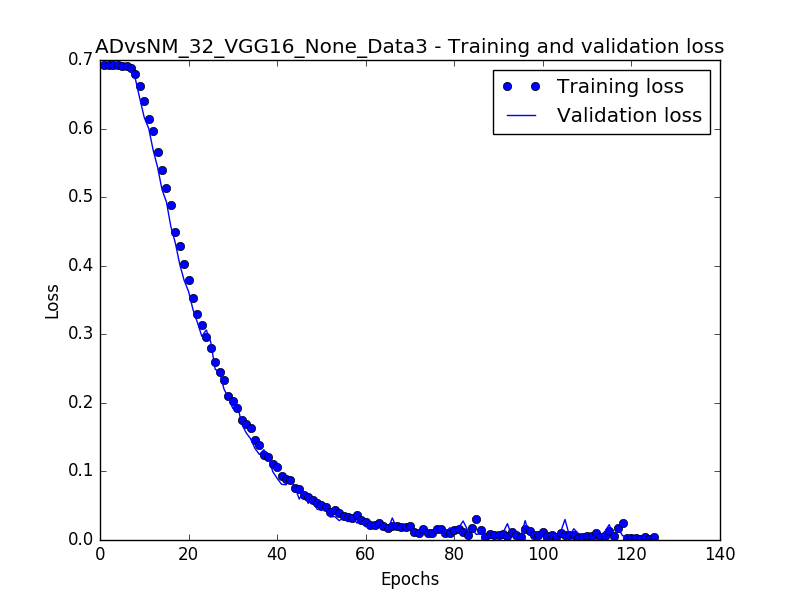 ADvsNM_32_VGG16_None_Data3 - Training and validation loss
Training loss
Validation loss
0.7
0.6
0.5
0.4
0.3
0.2
0.1
0.0
Loss
0 20 40 60 80 100 120 140
Epochs